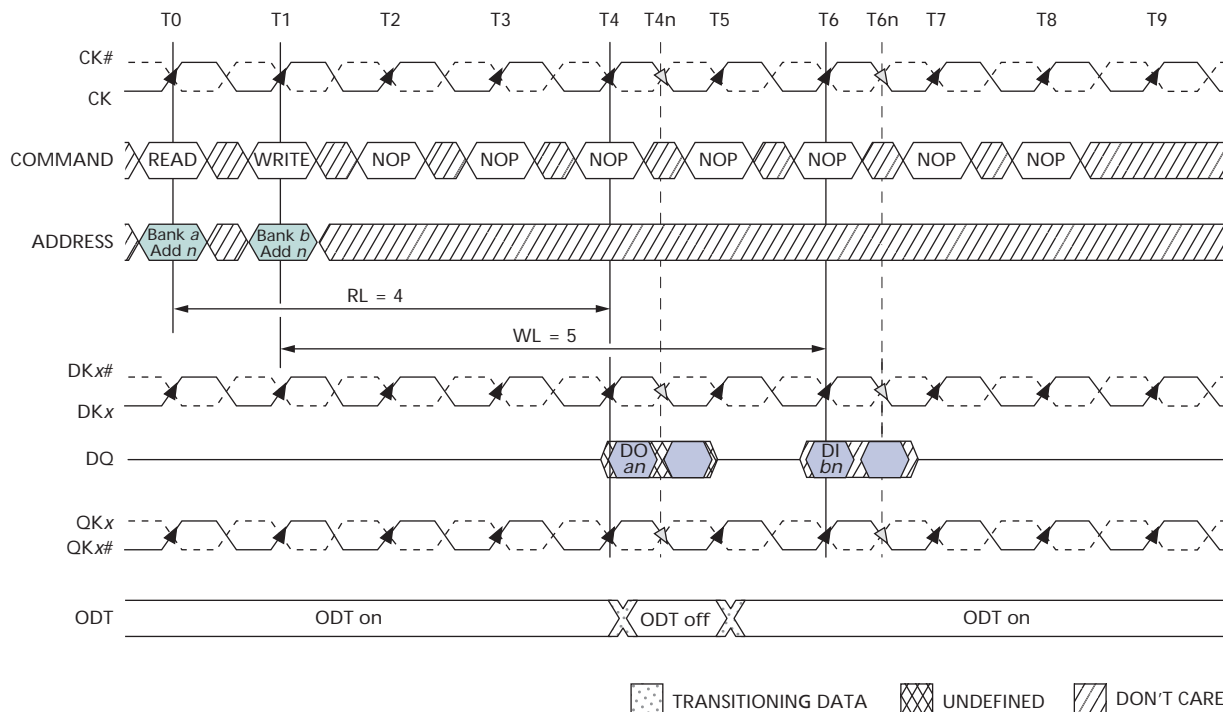 T0 T1 T2 T3 T4 T4n T5 T6 T6n T7 T8 T9
CK#
CK
COMMAND READ WRITE NOP NOP NOP NOP NOP NOP NOP
ADDRESS
Bank a
Add n
Bank b
Add n
RL = 4
WL = 5
DKx#
DKx
DQ
DO
an
DI
bn
QKx
QKx#
ODT ODT on ODT off ODT on
TRANSITIONING DATA UNDEFINED DON'T CARE